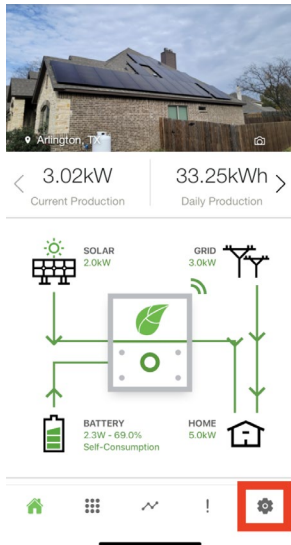 Arlington, TX
3.02kW
Current Production
33.25kWh
Daily Production
SOLAR
2.0kW
GRID
3.0kW
BATTERY
2.3W - 69.0%
Self-Consumption
HOME
5.0kW
!